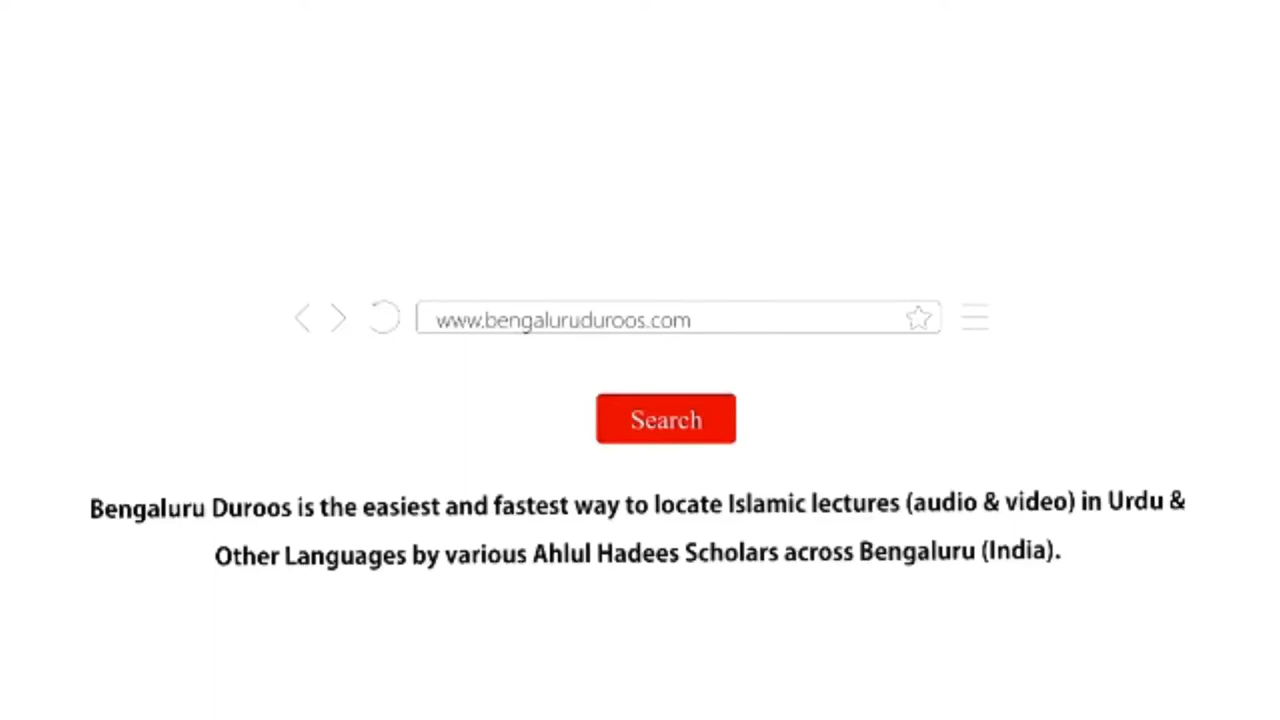 www.bengaluruduroos.com
Search
Bengaluru Duroos is the easiest and fastest way to locate Islamic lectures (audio & video) in Urdu &
Other Languages by various Ahlul Hadees Scholars across Bengaluru (India).